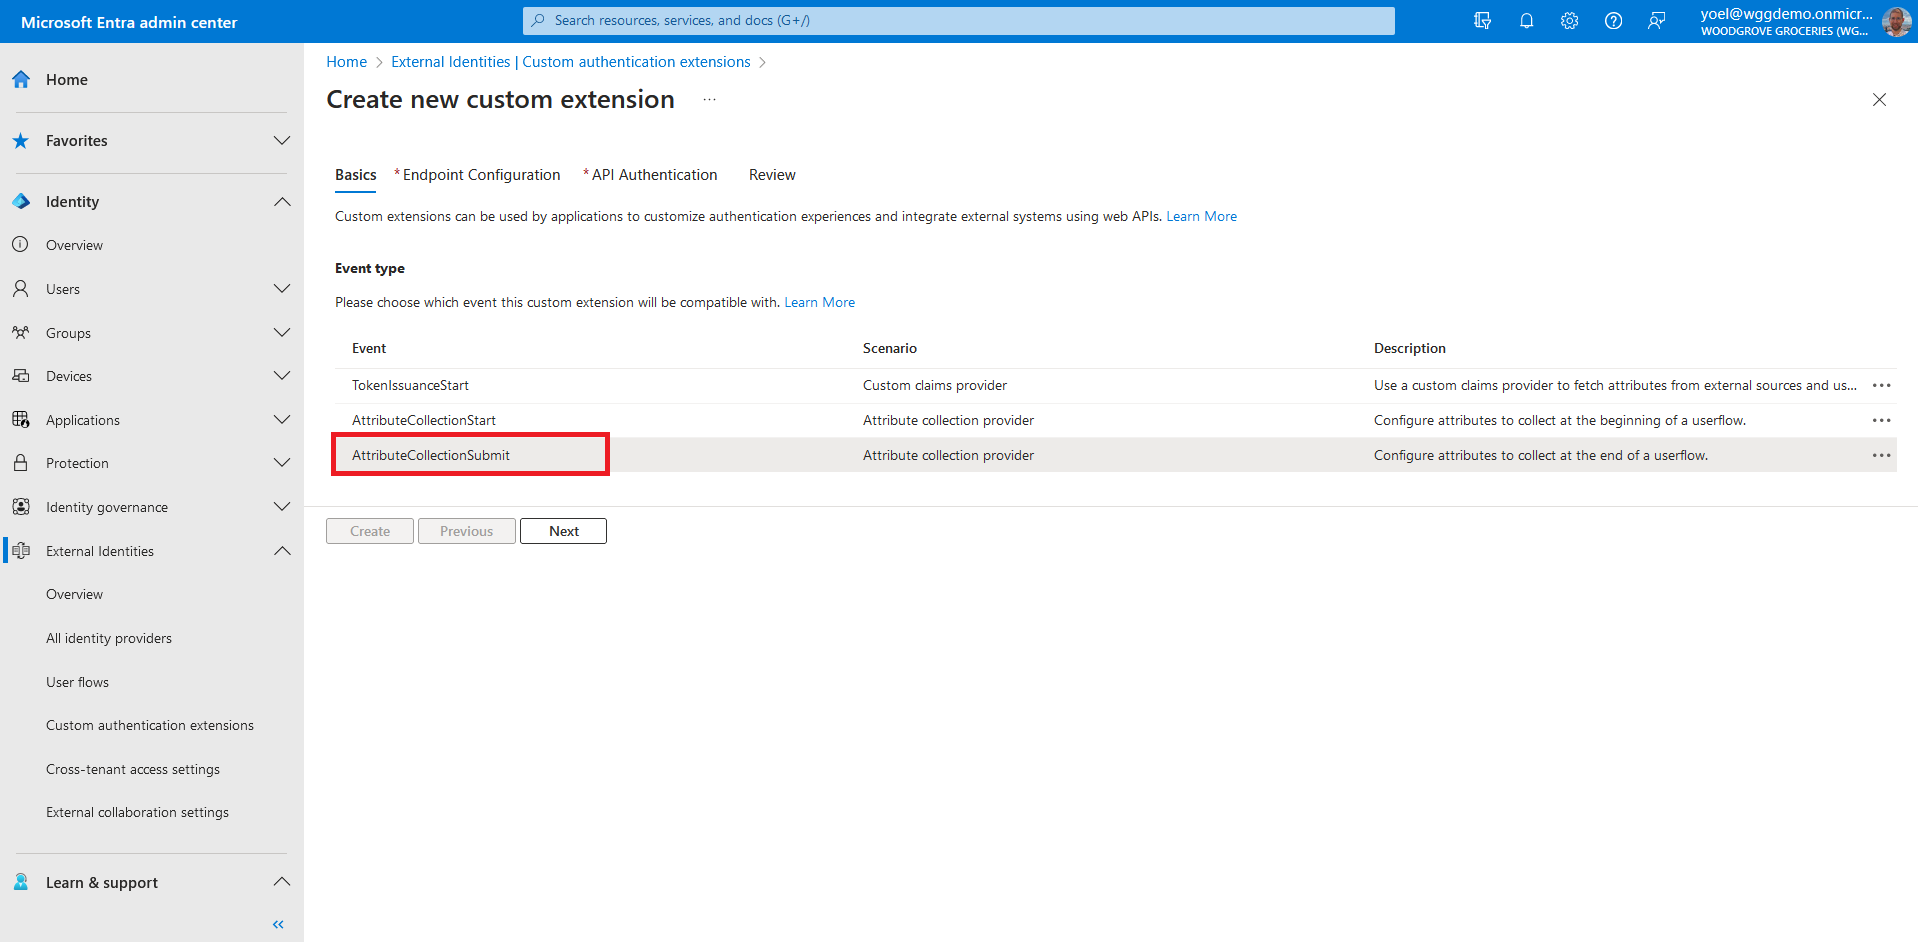 Microsoft Entra admin center
Search resources, services, and docs (G+/)
yoel@wggdemo.onmicr...
WOODGROVE GROCERIES (WG...
Home
Favorites
Identity
Overview
Users
Groups
Devices
Applications
Protection
Identity governance
External Identities
Overview
All identity providers
User flows
Custom authentication extensions
Cross-tenant access settings
External collaboration settings
Learn & support
Home > External Identities | Custom authentication extensions >
Create new custom extension ...
Basics * Endpoint Configuration * API Authentication Review
Custom extensions can be used by applications to customize authentication experiences and integrate external systems using web APIs. Learn More
Event type
Please choose which event this custom extension will be compatible with. Learn More
Event Scenario Description
TokenIssuanceStart Custom claims provider Use a custom claims provider to fetch attributes from external sources and us...
AttributeCollectionStart Attribute collection provider Configure attributes to collect at the beginning of a userflow.
AttributeCollectionSubmit Attribute collection provider Configure attributes to collect at the end of a userflow.
Create Previous Next